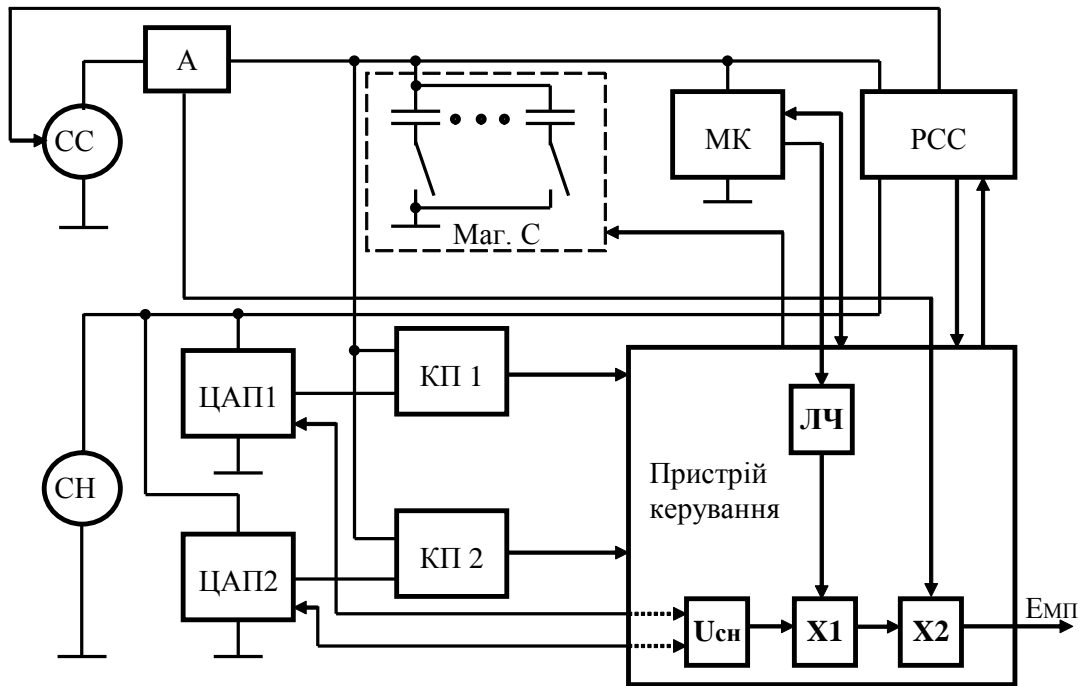 А
СС
МК
РСС
Маг. С
КП 1
ЦАП1
ЛЧ
Пристрій
керування
СН
КП 2
ЦАП2
Uсн
X1
X2
Емп